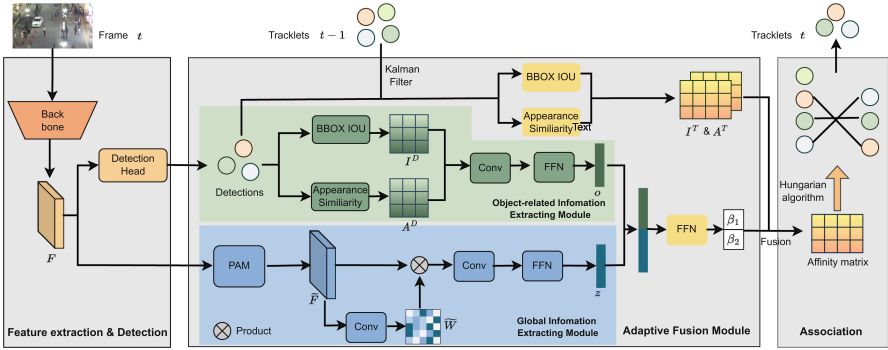 Frame t
Tracklets t − 1
Kalman
Filter
Tracklets t
Back
bone
Detection
Head
F
Feature extraction & Detection
Detections
BBOX IOU
I^D
Appearance
Similiarity
A^D
Conv
FFN
o
Object-related Infomation
Extracting Module
BBOX IOU
Appearance
Similiarity
Text
I^T & A^T
PAM
F̃
Conv
W̃
Product
Conv
FFN
z
Global Infomation
Extracting Module
FFN
β₁
β₂
Fusion
Adaptive Fusion Module
Hungarian
algorithm
Affinity matrix
Association